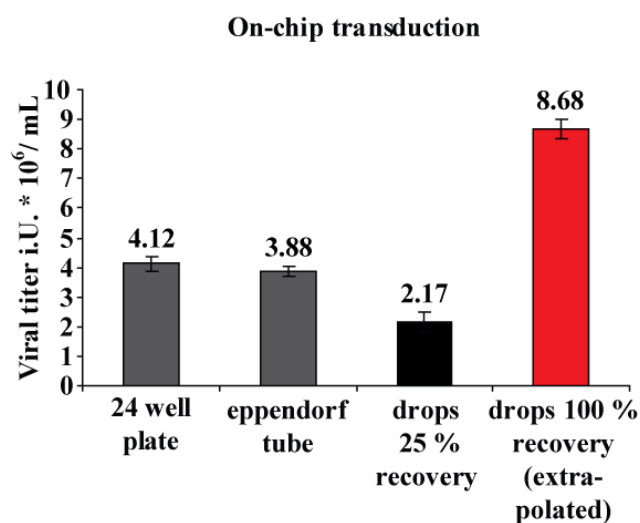 On-chip transduction
Viral titer i.U. * 10⁶/ mL
10
9
8
7
6
5
4
3
2
1
0
4.12
3.88
2.17
8.68
24 well
plate
eppendorf
tube
drops
25 %
recovery
drops 100 %
recovery
(extra-
polated)